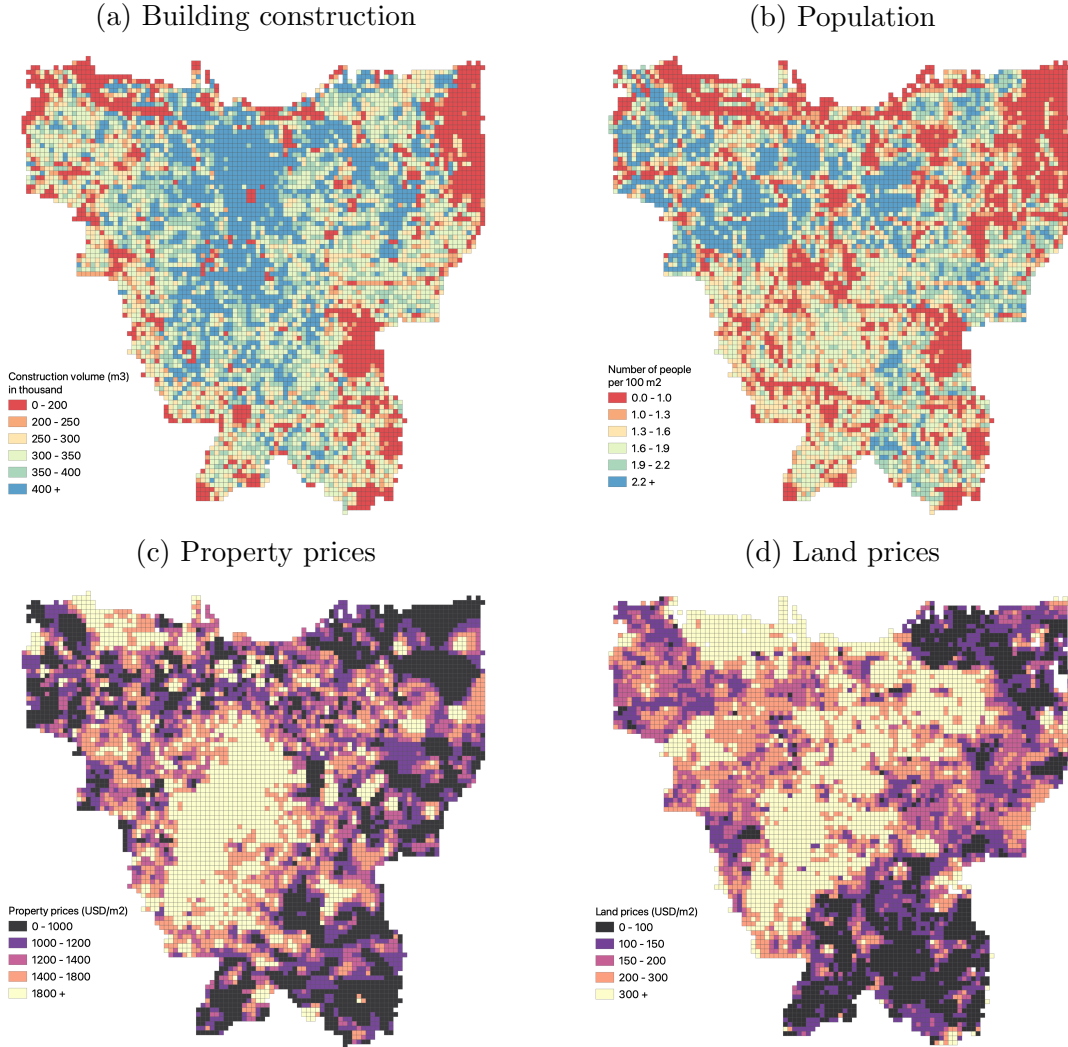 (a) Building construction
(b) Population
Construction volume (m3)
in thousand
0 - 200
200 - 250
250 - 300
300 - 350
350 - 400
400 +
Number of people
per 100 m2
0.0 - 1.0
1.0 - 1.3
1.3 - 1.6
1.6 - 1.9
1.9 - 2.2
2.2 +
(c) Property prices
(d) Land prices
Property prices (USD/m2)
0 - 1000
1000 - 1200
1200 - 1400
1400 - 1800
1800 +
Land prices (USD/m2)
0 - 100
100 - 150
150 - 200
200 - 300
300 +